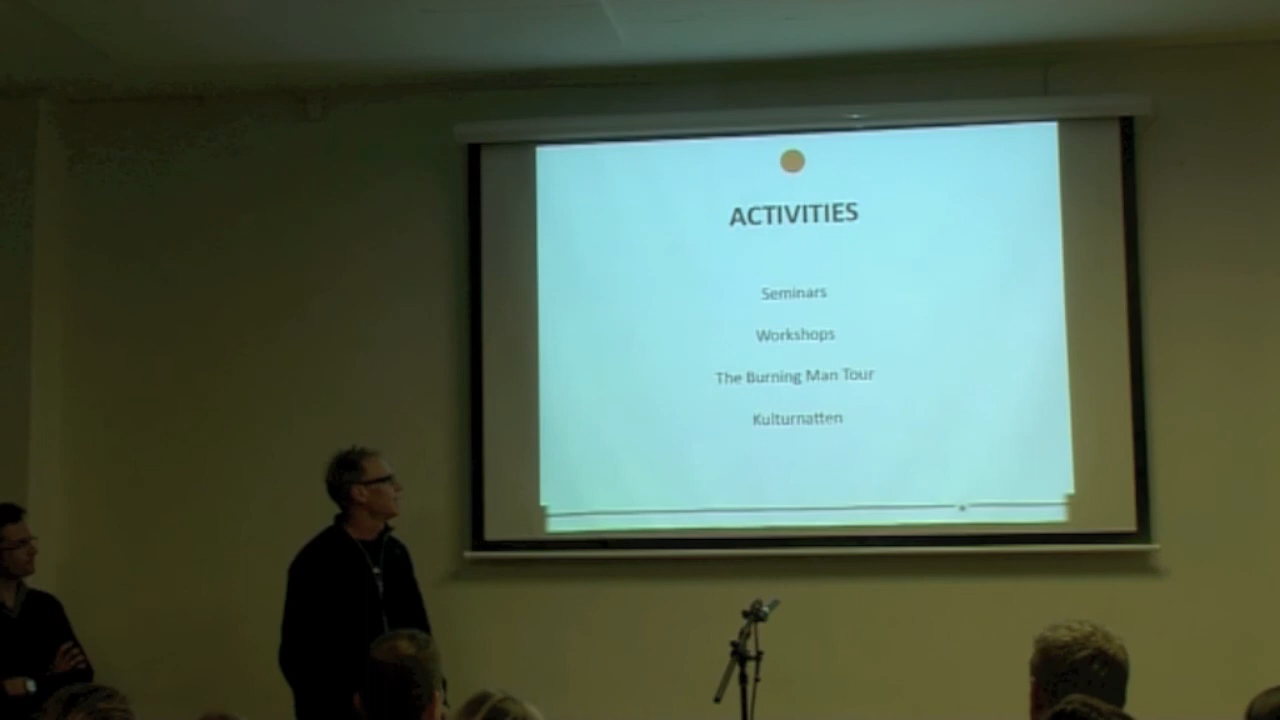 ACTIVITIES
Seminars
Workshops
The Burning Man Tour
Kulturnatten